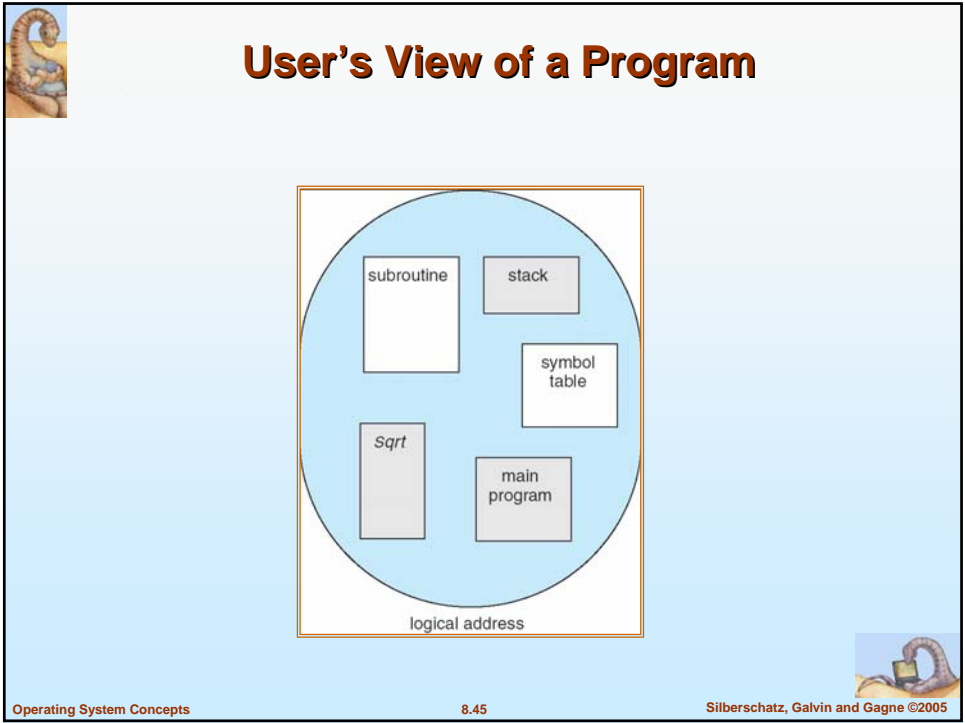 User's View of a Program
subroutine
stack
symbol
table
Sqrt
main
program
logical address
Operating System Concepts
8.45
Silberschatz, Galvin and Gagne ©2005